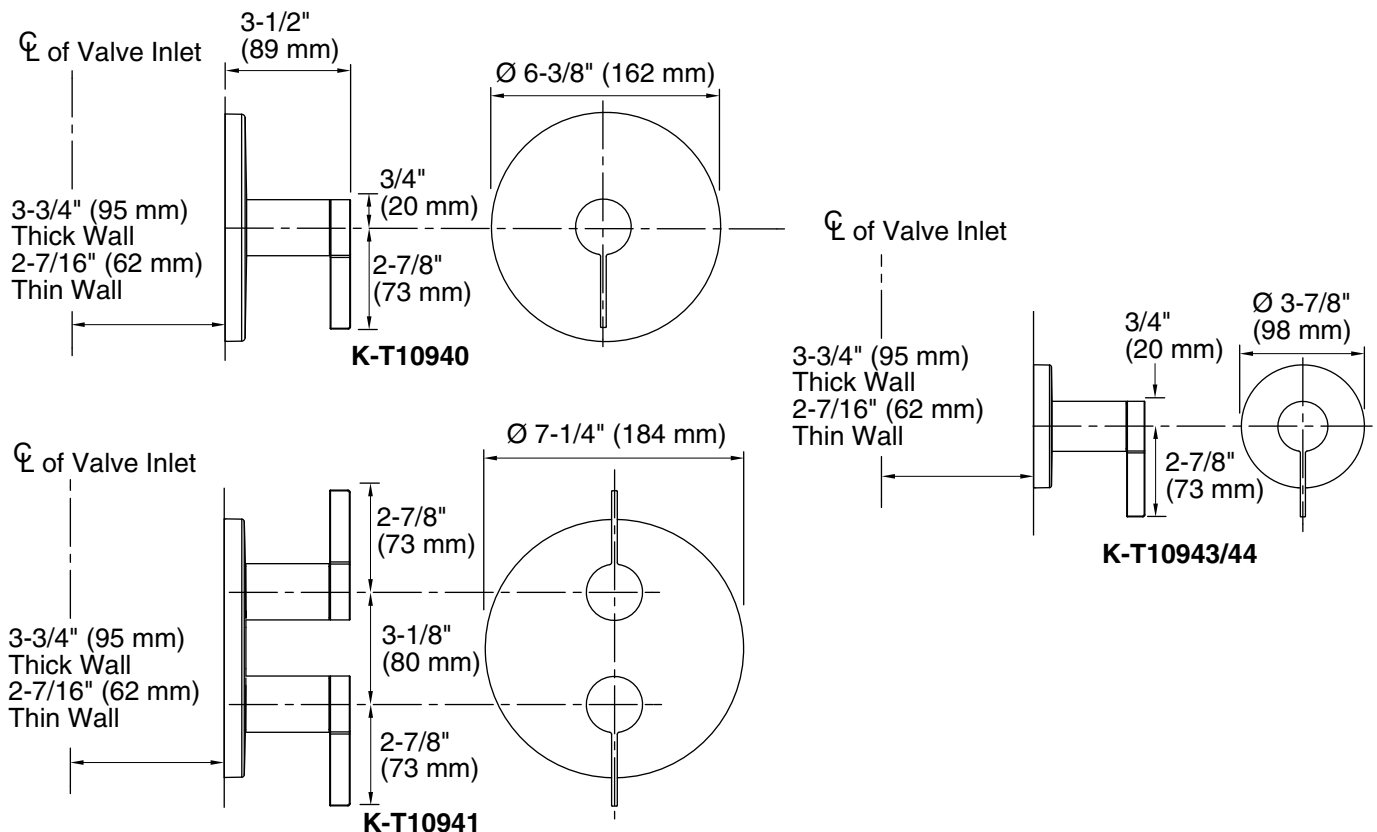 ℄ of Valve Inlet
3-1/2"
(89 mm)
Ø 6-3/8" (162 mm)
3/4"
(20 mm)
3-3/4" (95 mm)
Thick Wall
2-7/16" (62 mm)
Thin Wall
2-7/8"
(73 mm)
K-T10940
℄ of Valve Inlet
Ø 3-7/8"
(98 mm)
3/4"
(20 mm)
3-3/4" (95 mm)
Thick Wall
2-7/16" (62 mm)
Thin Wall
2-7/8"
(73 mm)
K-T10943/44
℄ of Valve Inlet
Ø 7-1/4" (184 mm)
2-7/8"
(73 mm)
3-1/8"
(80 mm)
3-3/4" (95 mm)
Thick Wall
2-7/16" (62 mm)
Thin Wall
2-7/8"
(73 mm)
K-T10941